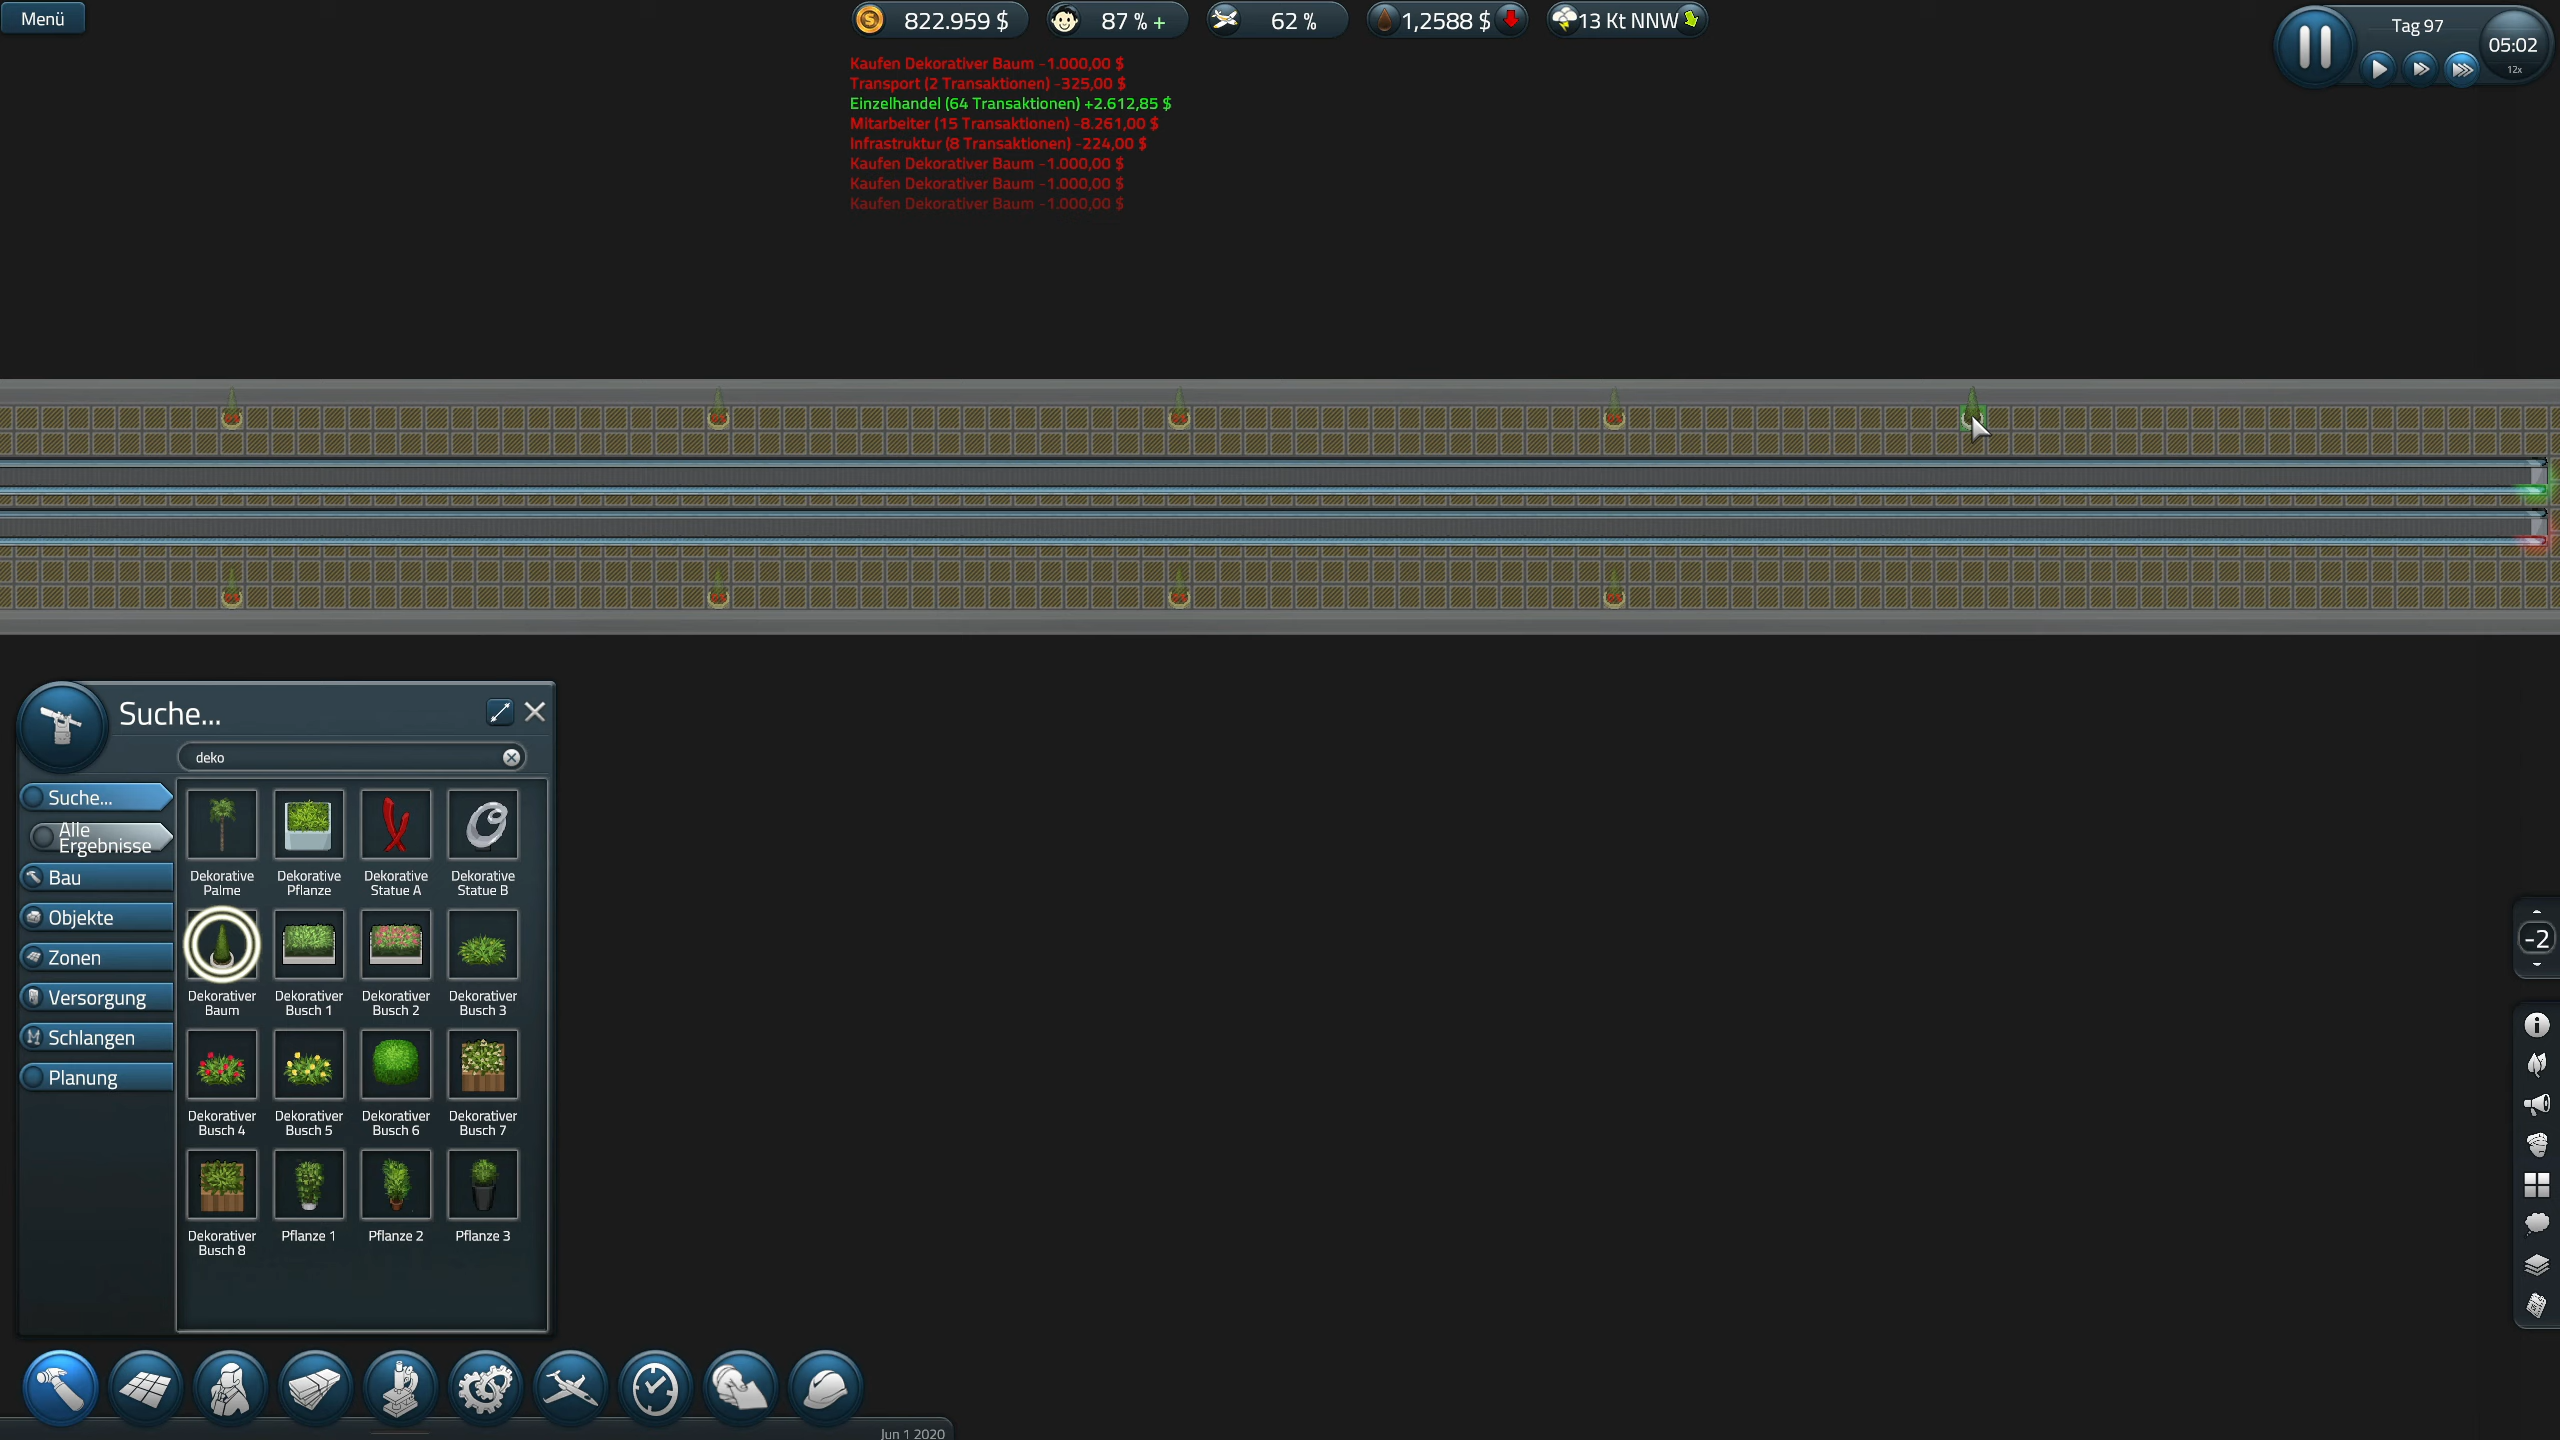 Menü
822.959 $
87 % +
62 %
1,2588 $
13 Kt NNW
Tag 97
05:02
12x
Kaufen Dekorativer Baum -1.000,00 $
Transport (2 Transaktionen) -325,00 $
Einzelhandel (64 Transaktionen) +2.612,85 $
Mitarbeiter (15 Transaktionen) -8.261,00 $
Infrastruktur (8 Transaktionen) -224,00 $
Kaufen Dekorativer Baum -1.000,00 $
Kaufen Dekorativer Baum -1.000,00 $
Kaufen Dekorativer Baum -1.000,00 $
Suche...
deko
Suche...
Alle
Ergebnisse
Bau
Objekte
Zonen
Versorgung
Schlangen
Planung
Dekorative
Palme
Dekorative
Pflanze
Dekorative
Statue A
Dekorative
Statue B
Dekorativer
Baum
Dekorativer
Busch 1
Dekorativer
Busch 2
Dekorativer
Busch 3
Dekorativer
Busch 4
Dekorativer
Busch 5
Dekorativer
Busch 6
Dekorativer
Busch 7
Dekorativer
Busch 8
Pflanze 1
Pflanze 2
Pflanze 3
-2
Jun 1 2020